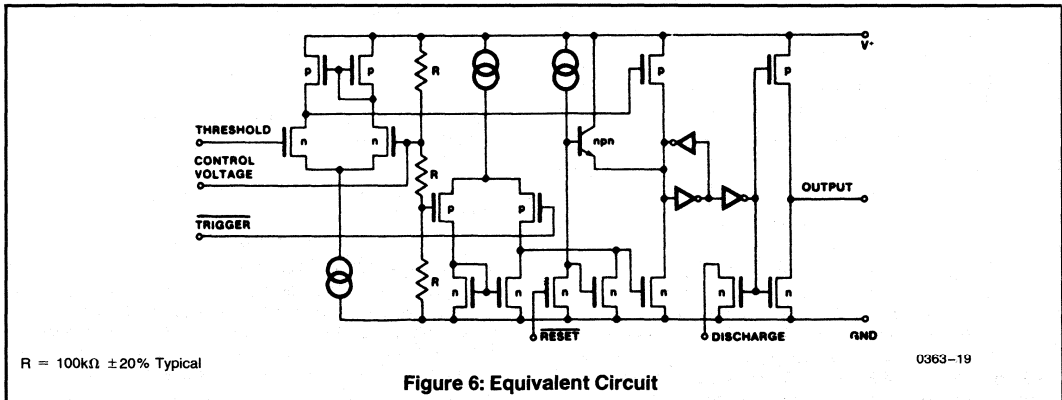 V+
p
p
R
p
p
THRESHOLD
n
n
npn
CONTROL
VOLTAGE
R
p
p
OUTPUT
TRIGGER
R
n
n
n
n
n
n
n
RESET
DISCHARGE
GND
R = 100kΩ ±20% Typical
0363–19
Figure 6: Equivalent Circuit